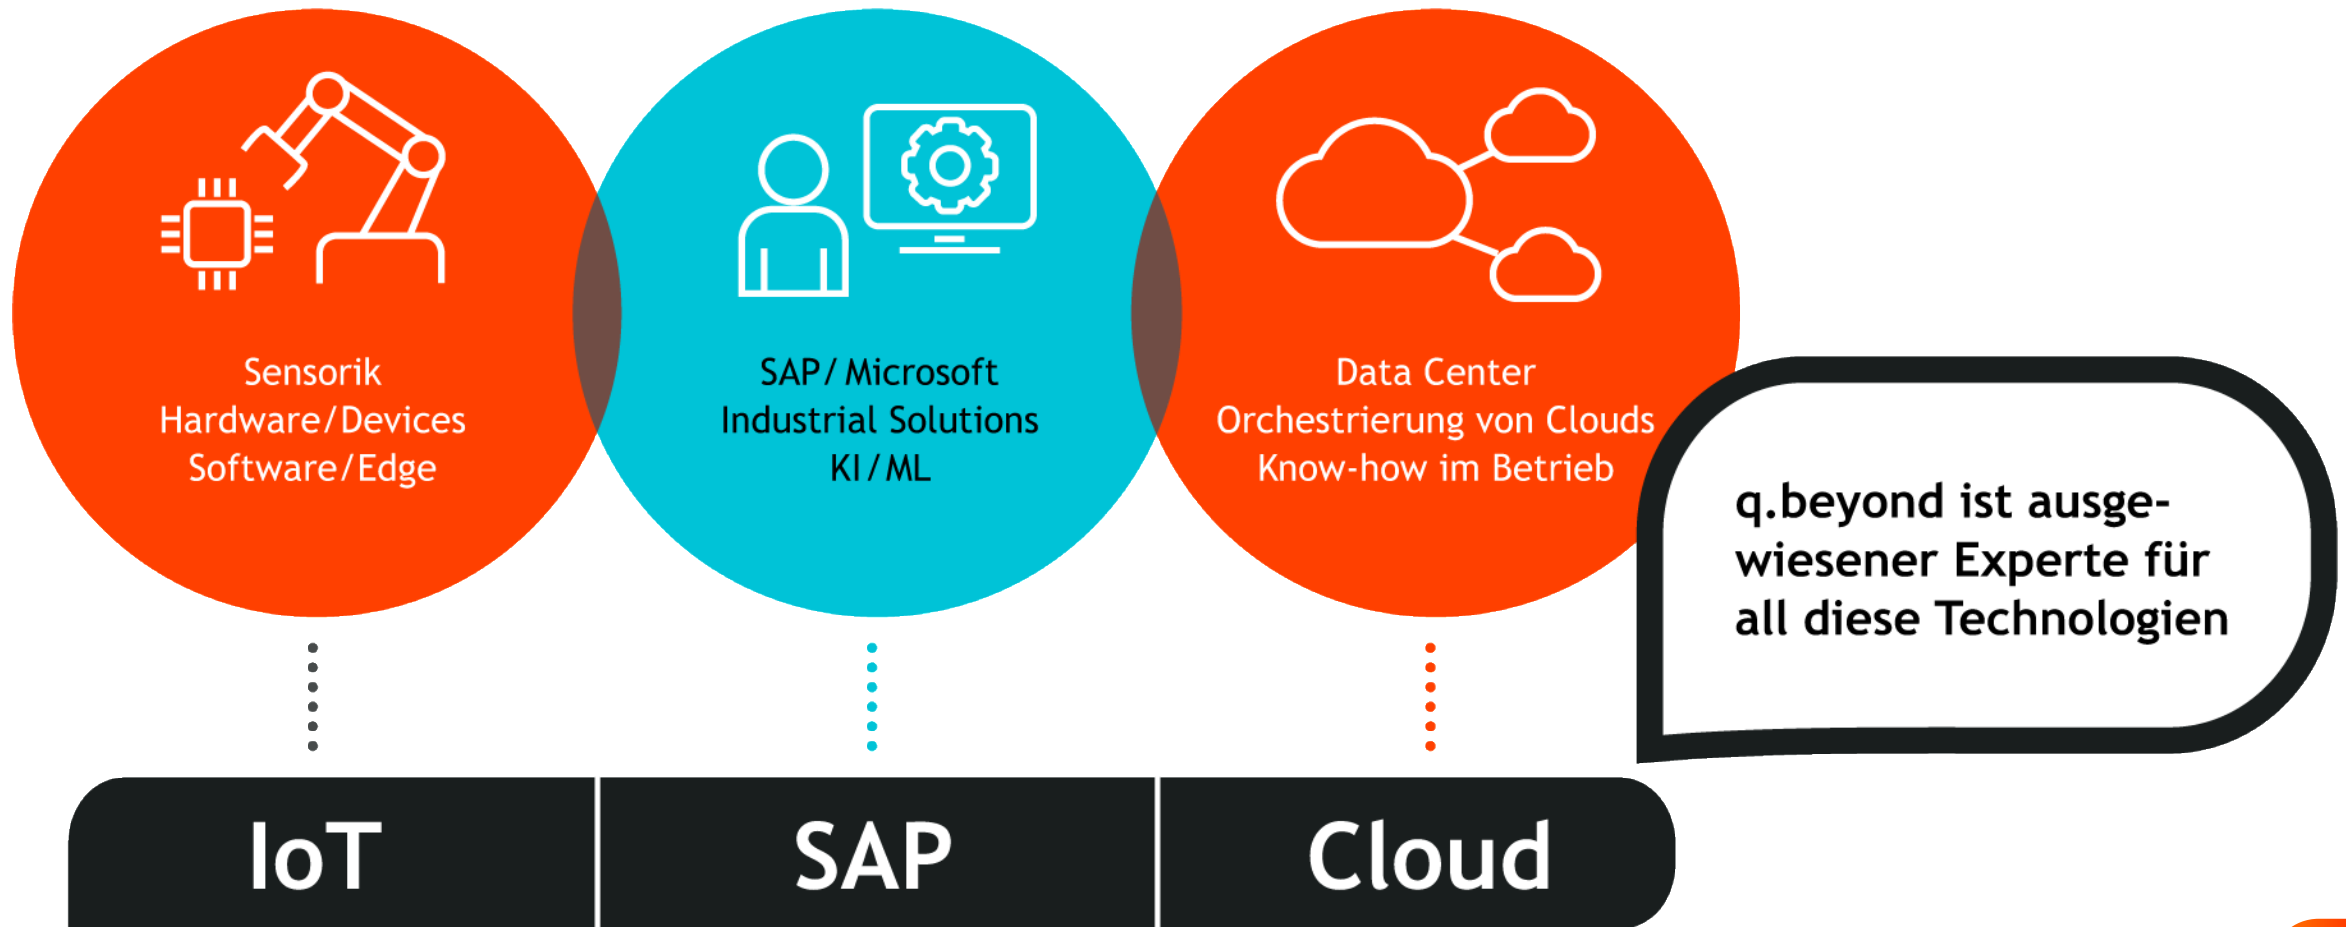 Sensorik
Hardware/Devices
Software/Edge
SAP/Microsoft
Industrial Solutions
KI/ML
Data Center
Orchestrierung von Clouds
Know-how im Betrieb
q.beyond ist ausge-
wiesener Experte für
all diese Technologien
IoT
SAP
Cloud